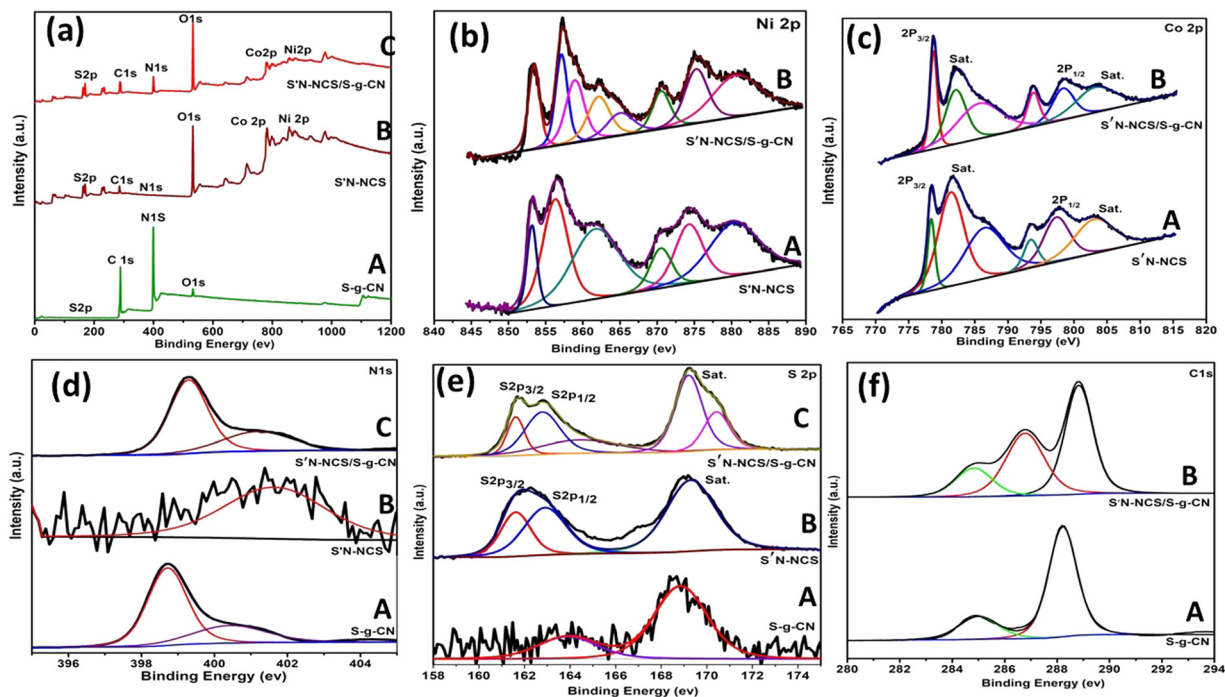 (a)
Intensity (a.u.)
O1s
Co2p
Ni2p
S2p
C1s
N1s
C
S'N-NCS/S-g-CN
O1s
Co 2p
Ni 2p
B
S2p
C1s
N1s
S'N-NCS
N1S
C 1s
A
O1s
S-g-CN
S2p
0 200 400 600 800 1000 1200
Binding Energy (ev)
(b)
Ni 2p
Intensity (a.u.)
B
S'N-NCS/S-g-CN
A
S'N-NCS
840 845 850 855 860 865 870 875 880 885 890
Binding Energy (ev)
(c)
Co 2p
Intensity (a.u.)
2P3/2
Sat.
2P1/2
Sat.
B
S'N-NCS/S-g-CN
2P3/2
Sat.
2P1/2
Sat.
A
S'N-NCS
765 770 775 780 785 790 795 800 805 810 815 820
Binding Energy (eV)
(d)
N1s
Intensity (a.u.)
C
S'N-NCS/S-g-CN
B
S'N-NCS
A
S-g-CN
396 398 400 402 404
Binding Energy (ev)
(e)
S 2p
Intensity (a.u.)
Sat.
S2p3/2
S2p1/2
C
S'N-NCS/S-g-CN
S2p3/2
S2p1/2
Sat.
B
S'N-NCS
A
S-g-CN
158 160 162 164 166 168 170 172 175
Binding Energy (ev)
(f)
C1s
Intensity (a.u.)
B
S'N-NCS/S-g-CN
A
S-g-CN
280 282 284 286 288 290 292 294
Binding Energy (ev)